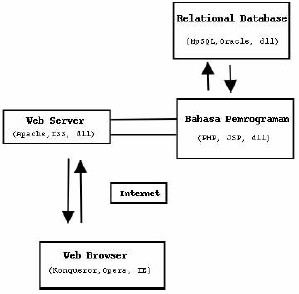 Relational Database
(MySQL,Oracle, dll)
Web Server
(Apache,IIS, dll)
Bahasa Pemrograman
(PHP, JSP, dll)
Internet
Web Browser
(Konqueror,Opera, IE)